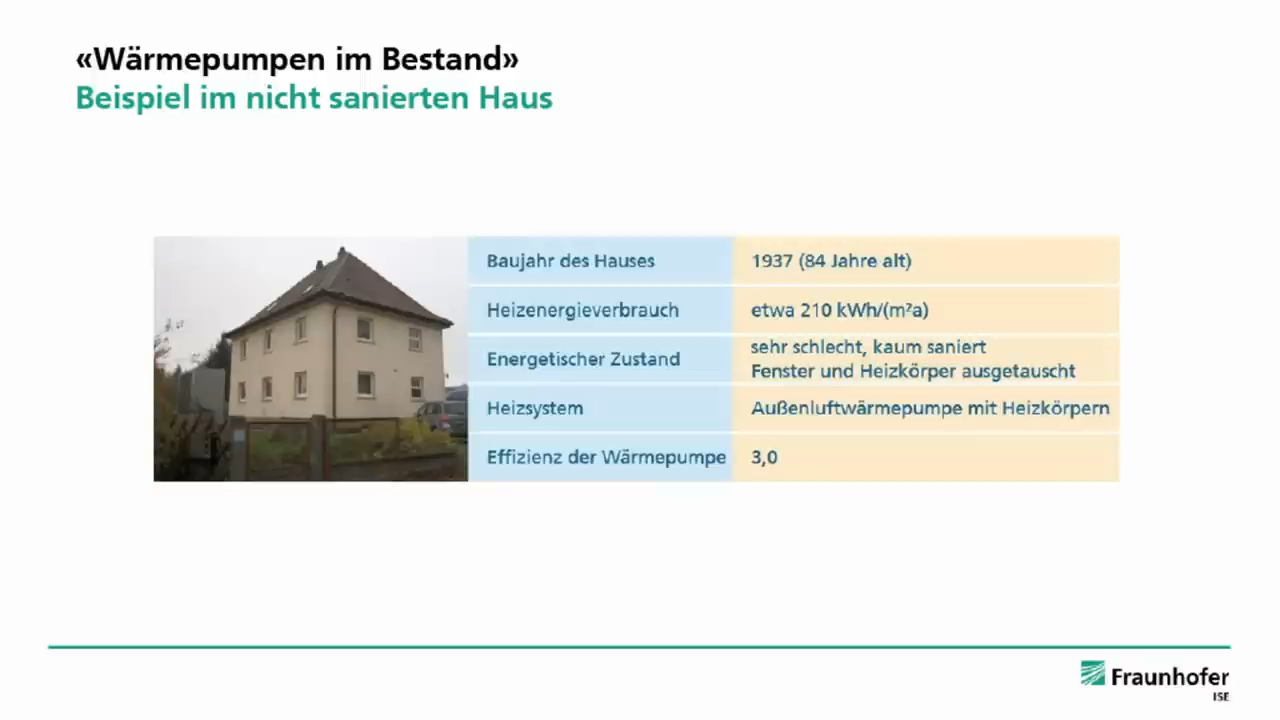 «Wärmepumpen im Bestand»
Beispiel im nicht sanierten Haus
Baujahr des Hauses 1937 (84 Jahre alt)
Heizenergieverbrauch etwa 210 kWh/(m²a)
Energetischer Zustand sehr schlecht, kaum saniert
Fenster und Heizkörper ausgetauscht
Heizsystem Außenluftwärmepumpe mit Heizkörpern
Effizienz der Wärmepumpe 3,0
Fraunhofer
ISE